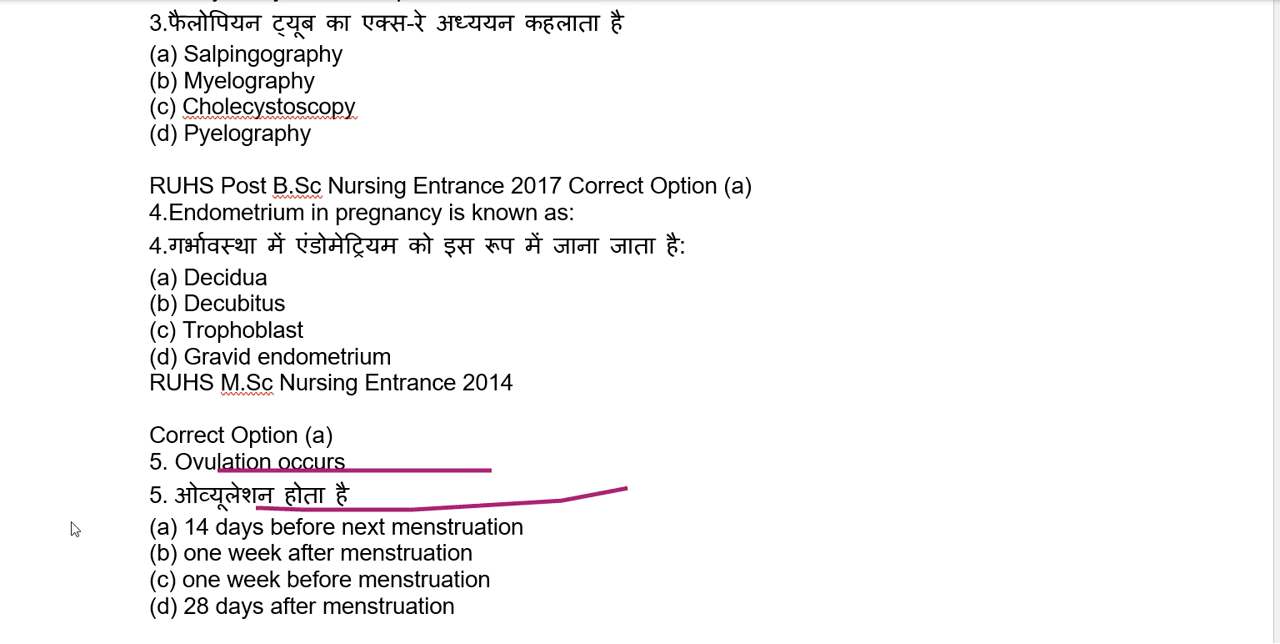 3.फैलोपियन ट्यूब का एक्स-रे अध्ययन कहलाता है
(a) Salpingography
(b) Myelography
(c) Cholecystoscopy
(d) Pyelography
RUHS Post B.Sc Nursing Entrance 2017 Correct Option (a)
4.Endometrium in pregnancy is known as:
4.गर्भावस्था में एंडोमेट्रियम को इस रूप में जाना जाता है:
(a) Decidua
(b) Decubitus
(c) Trophoblast
(d) Gravid endometrium
RUHS M.Sc Nursing Entrance 2014
Correct Option (a)
5. Ovulation occurs
5. ओव्यूलेशन होता है
(a) 14 days before next menstruation
(b) one week after menstruation
(c) one week before menstruation
(d) 28 days after menstruation